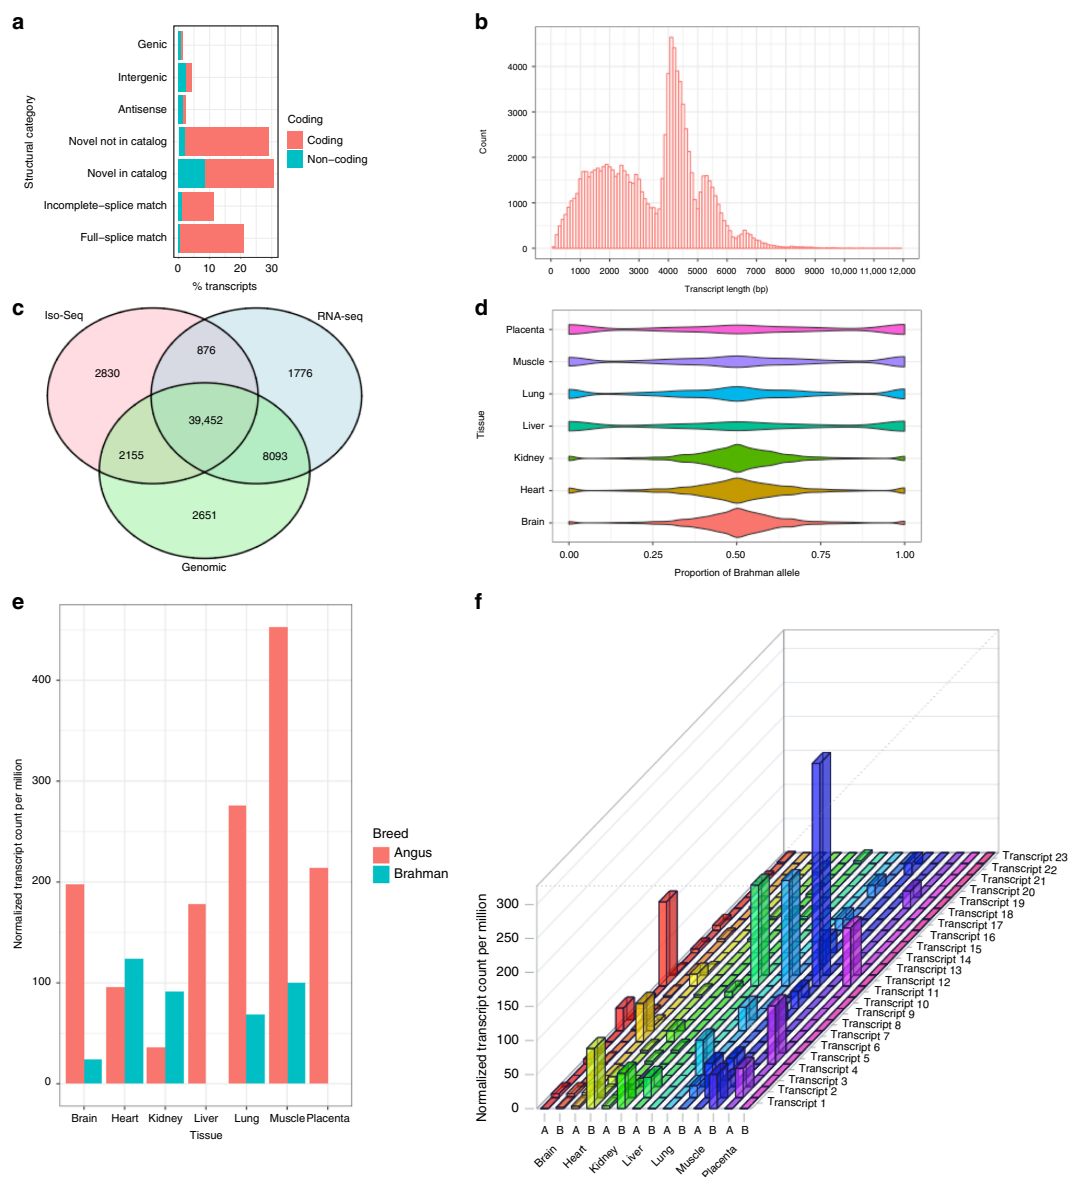 a
Structural category
Genic
Intergenic
Antisense
Novel not in catalog
Novel in catalog
Incomplete–splice match
Full–splice match
0 10 20 30
% transcripts
Coding
Coding
Non–coding
b
Count
4000
3000
2000
1000
0
0 1000 2000 3000 4000 5000 6000 7000 8000 9000 10,000 11,000 12,000
Transcript length (bp)
c
Iso-Seq
RNA-seq
876
2830
1776
39,452
2155
8093
2651
Genomic
d
Tissue
Placenta
Muscle
Lung
Liver
Kidney
Heart
Brain
0.00 0.25 0.50 0.75 1.00
Proportion of Brahman allele
e
Normalized transcript count per million
400
300
200
100
0
Brain Heart Kidney Liver Lung Muscle Placenta
Tissue
Breed
Angus
Brahman
f
Normalized transcript count per million
300
250
200
150
100
50
0
A B A B A B A B A B A B A B
Brain Heart Kidney Liver Lung Muscle Placenta
Transcript 23
Transcript 22
Transcript 21
Transcript 20
Transcript 19
Transcript 18
Transcript 17
Transcript 16
Transcript 15
Transcript 14
Transcript 13
Transcript 12
Transcript 11
Transcript 10
Transcript 9
Transcript 8
Transcript 7
Transcript 6
Transcript 5
Transcript 4
Transcript 3
Transcript 2
Transcript 1